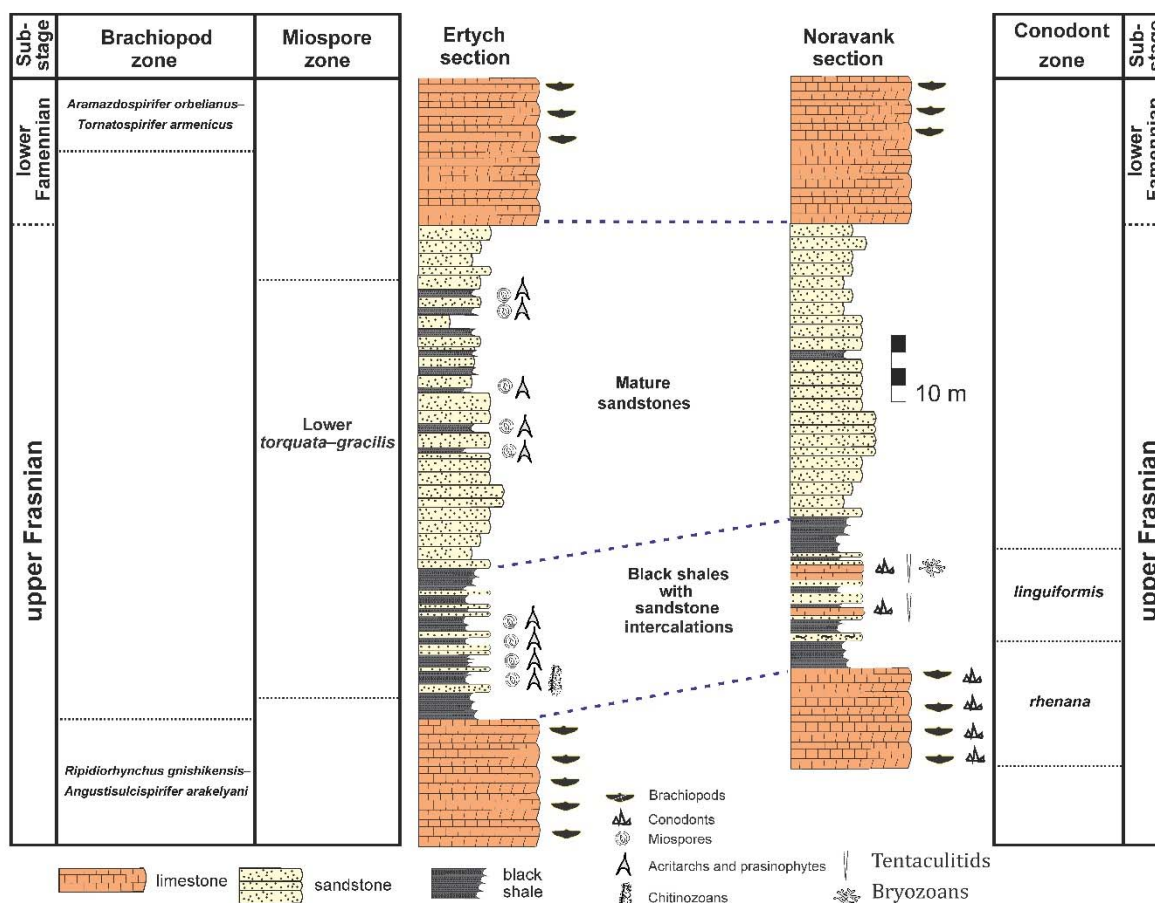 Sub-
stage
Brachiopod
zone
Miospore
zone
Ertych
section
Noravank
section
Conodont
zone
Sub-
stage
lower
Famennian
Aramazdospirifer orbelianus–
Tornatospirifer armenicus
lower
Famennian
upper Frasnian
Lower
torquata–gracilis
Mature
sandstones
10 m
Black shales
with
sandstone
intercalations
linguiformis
rhenana
upper Frasnian
Ripidiorhynchus gnishikensis–
Angustisulcispirifer arakelyani
limestone
sandstone
black
shale
Brachiopods
Conodonts
Miospores
Acritarchs and prasinophytes
Chitinozoans
Tentaculitids
Bryozoans